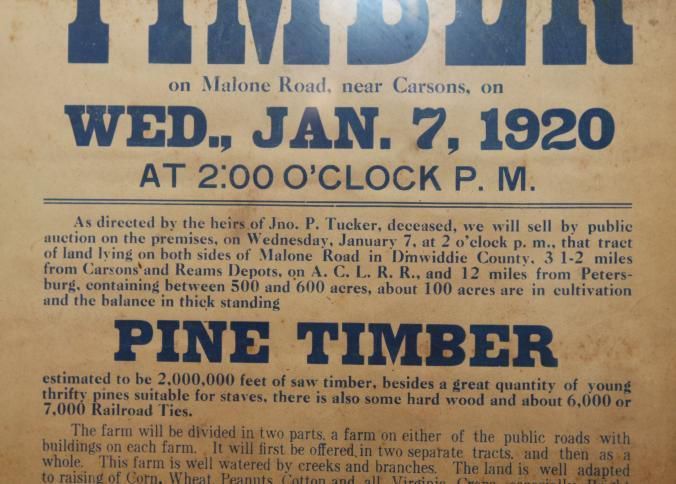 TIMBER
on Malone Road, near Carsons, on
WED., JAN. 7, 1920
AT 2:00 O'CLOCK P. M.
As directed by the heirs of Jno. P. Tucker, deceased, we will sell by public
auction on the premises, on Wednesday, January 7, at 2 o'clock p. m., that tract
of land lying on both sides of Malone Road in Dinwiddie County, 3 1-2 miles
from Carsons and Reams Depots, on A. C. L. R. R., and 12 miles from Peters-
burg, containing between 500 and 600 acres, about 100 acres are in cultivation
and the balance in thick standing
PINE TIMBER
estimated to be 2,000,000 feet of saw timber, besides a great quantity of young
thrifty pines suitable for staves, there is also some hard wood and about 6,000 or
7,000 Railroad Ties.
The farm will be divided in two parts, a farm on either of the public roads with
buildings on each farm. It will first be offered in two separate tracts, and then as a
whole. This farm is well watered by creeks and branches. The land is well adapted
to raising of Corn, Wheat, Peanuts, Cotton and all Virginia